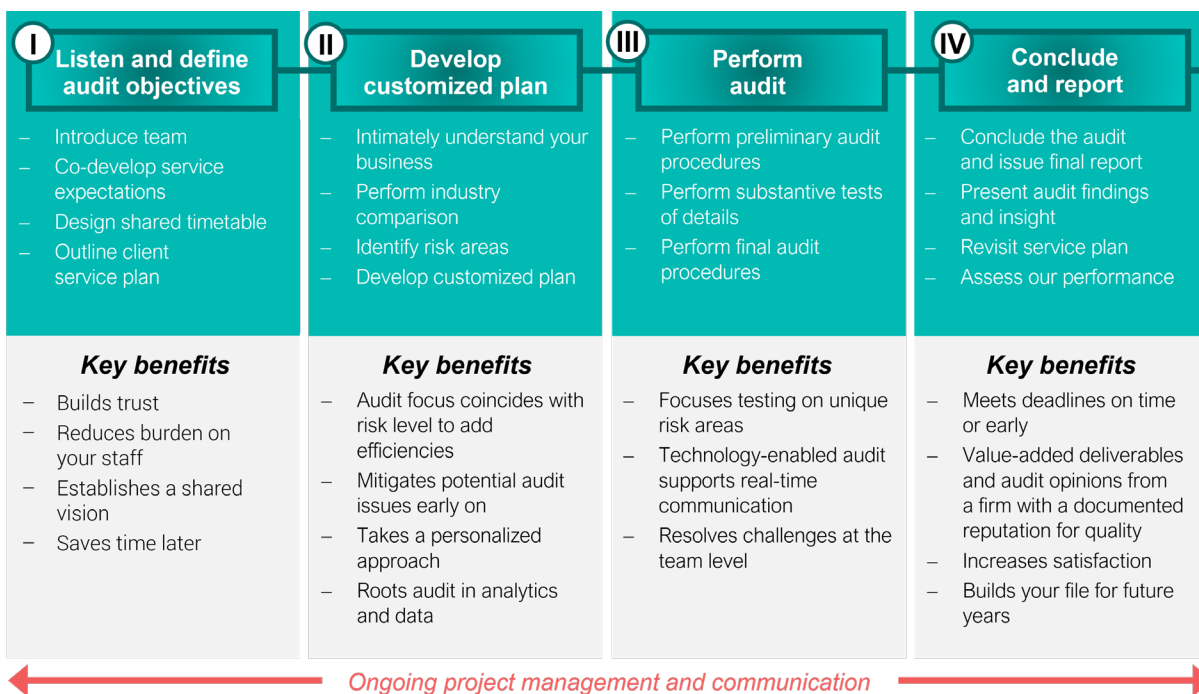 I
Listen and define
audit objectives
– Introduce team
– Co-develop service
expectations
– Design shared timetable
– Outline client
service plan
Key benefits
– Builds trust
– Reduces burden on
your staff
– Establishes a shared
vision
– Saves time later
II
Develop
customized plan
– Intimately understand your
business
– Perform industry
comparison
– Identify risk areas
– Develop customized plan
Key benefits
– Audit focus coincides with
risk level to add
efficiencies
– Mitigates potential audit
issues early on
– Takes a personalized
approach
– Roots audit in analytics
and data
III
Perform
audit
– Perform preliminary audit
procedures
– Perform substantive tests
of details
– Perform final audit
procedures
Key benefits
– Focuses testing on unique
risk areas
– Technology-enabled audit
supports real-time
communication
– Resolves challenges at the
team level
IV
Conclude
and report
– Conclude the audit
and issue final report
– Present audit findings
and insight
– Revisit service plan
– Assess our performance
Key benefits
– Meets deadlines on time
or early
– Value-added deliverables
and audit opinions from
a firm with a documented
reputation for quality
– Increases satisfaction
– Builds your file for future
years
Ongoing project management and communication